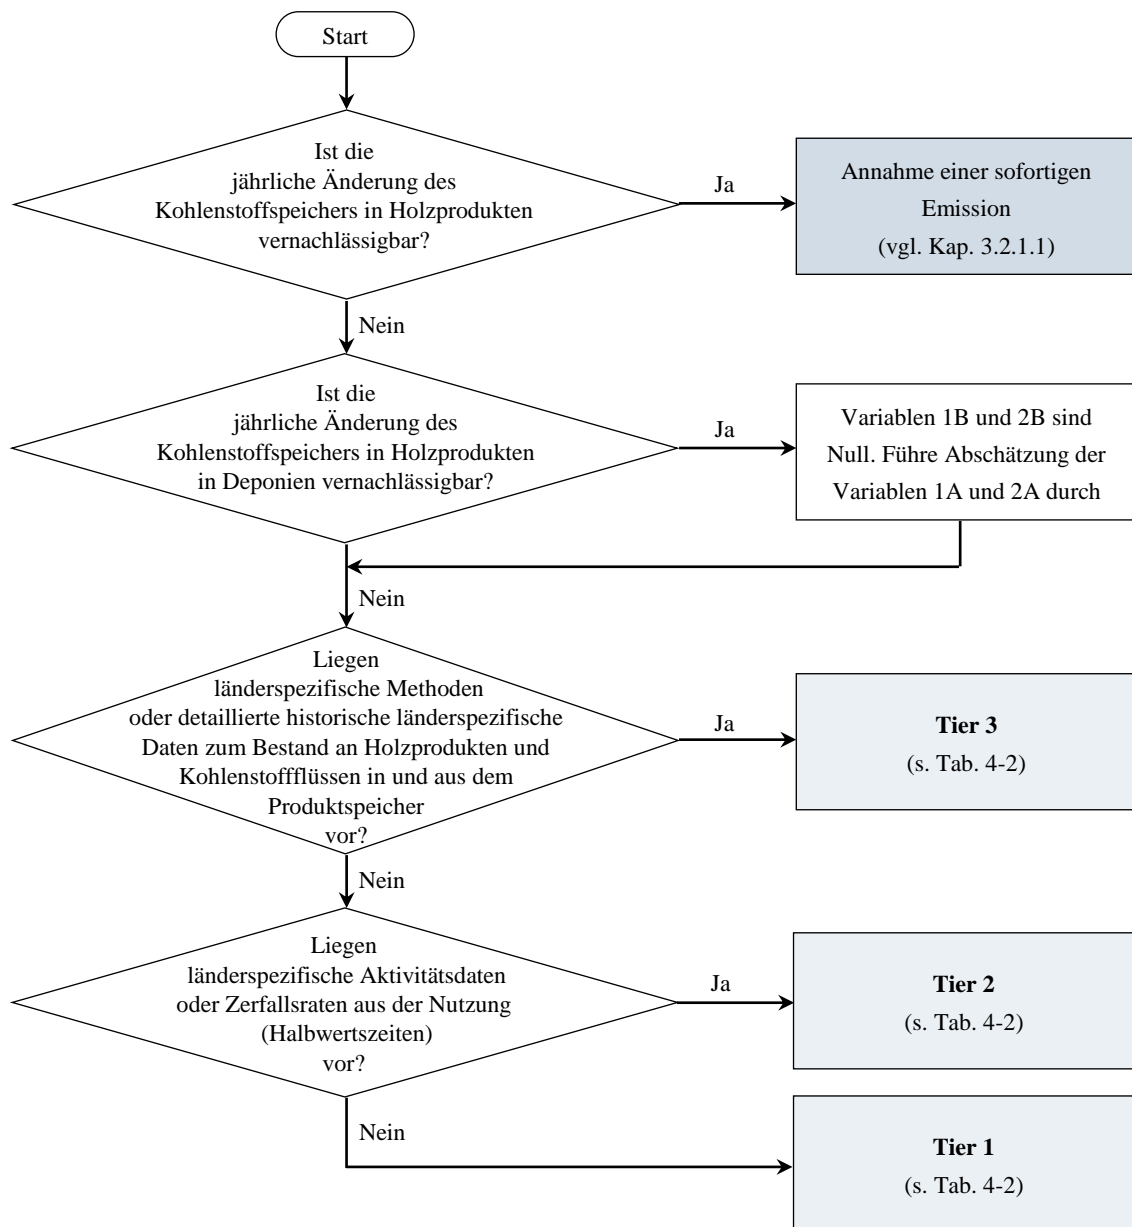 Start
Ist die
jährliche Änderung des
Kohlenstoffspeichers in Holzprodukten
vernachlässigbar?
Ja
Annahme einer sofortigen
Emission
(vgl. Kap. 3.2.1.1)
Nein
Ist die
jährliche Änderung des
Kohlenstoffspeichers in Holzprodukten
in Deponien vernachlässigbar?
Ja
Variablen 1B und 2B sind
Null. Führe Abschätzung der
Variablen 1A und 2A durch
Nein
Liegen
länderspezifische Methoden
oder detaillierte historische länderspezifische
Daten zum Bestand an Holzprodukten und
Kohlenstoffflüssen in und aus dem
Produktspeicher
vor?
Ja
Tier 3
(s. Tab. 4-2)
Nein
Liegen
länderspezifische Aktivitätsdaten
oder Zerfallsraten aus der Nutzung
(Halbwertszeiten)
vor?
Ja
Tier 2
(s. Tab. 4-2)
Nein
Tier 1
(s. Tab. 4-2)